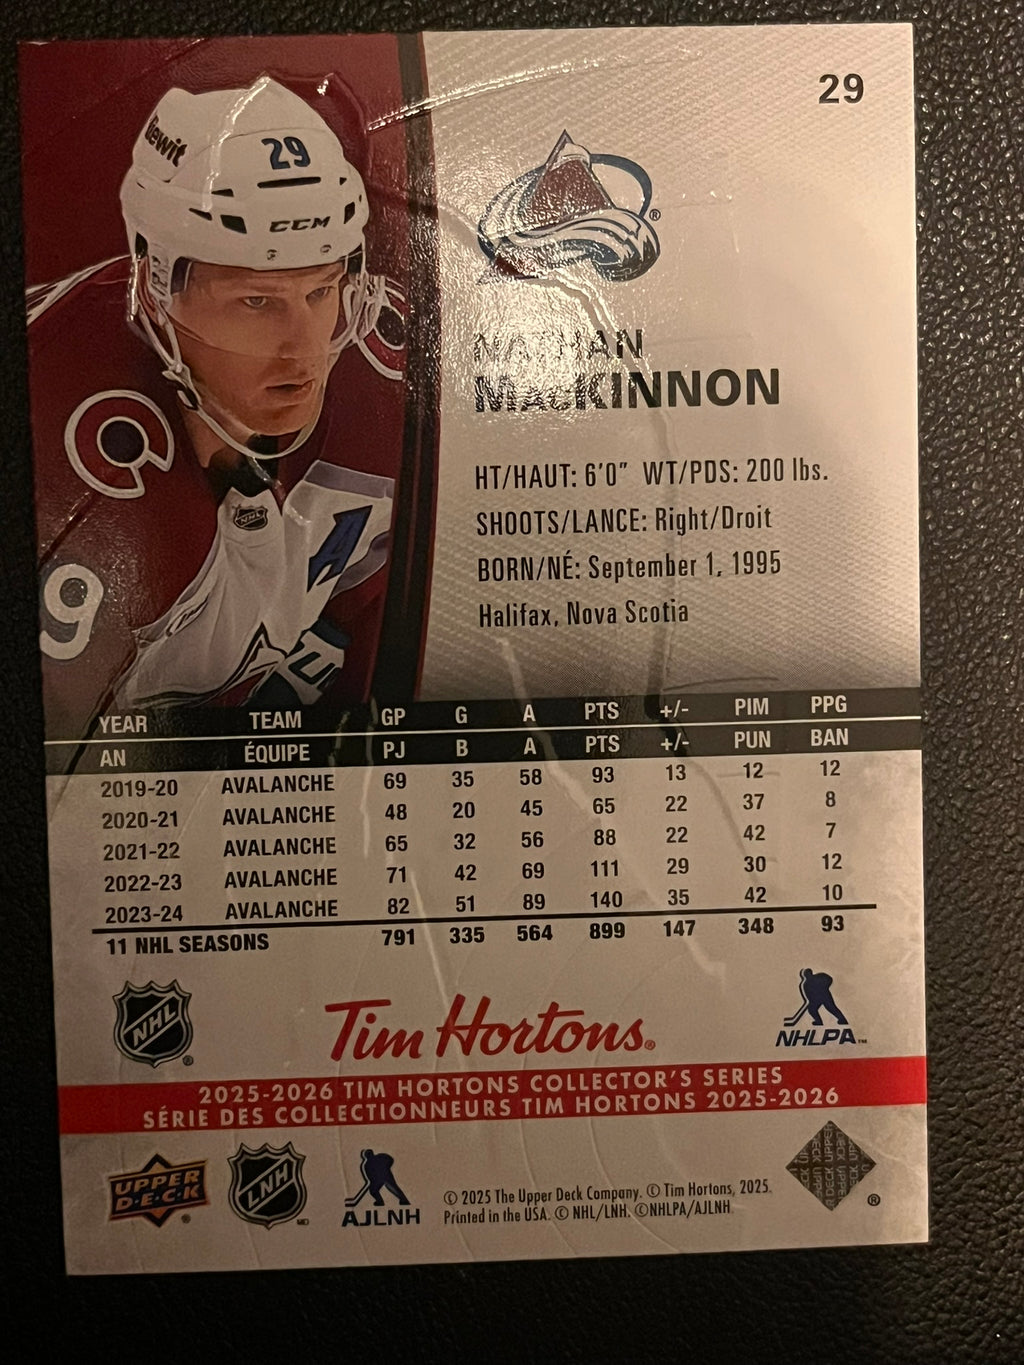 29
29
CCM
NHL
A
9
NATHAN
MacKINNON
HT/HAUT: 6'0" WT/PDS: 200 lbs.
SHOOTS/LANCE: Right/Droit
BORN/NÉ: September 1, 1995
Halifax, Nova Scotia
YEAR TEAM GP G A PTS +/- PIM PPG
AN ÉQUIPE PJ B A PTS +/- PUN BAN
2019-20 AVALANCHE 69 35 58 93 13 12 12
2020-21 AVALANCHE 48 20 45 65 22 37 8
2021-22 AVALANCHE 65 32 56 88 22 42 7
2022-23 AVALANCHE 71 42 69 111 29 30 12
2023-24 AVALANCHE 82 51 89 140 35 42 10
11 NHL SEASONS 791 335 564 899 147 348 93
NHL ®
Tim Hortons®
NHLPA™
2025-2026 TIM HORTONS COLLECTOR'S SERIES
SÉRIE DES COLLECTIONNEURS TIM HORTONS 2025-2026
UPPER
D·E·C·K ®
LNH MD
AJLNH
© 2025 The Upper Deck Company. © Tim Hortons, 2025.
Printed in the USA. © NHL/LNH. ©NHLPA/AJLNH
®